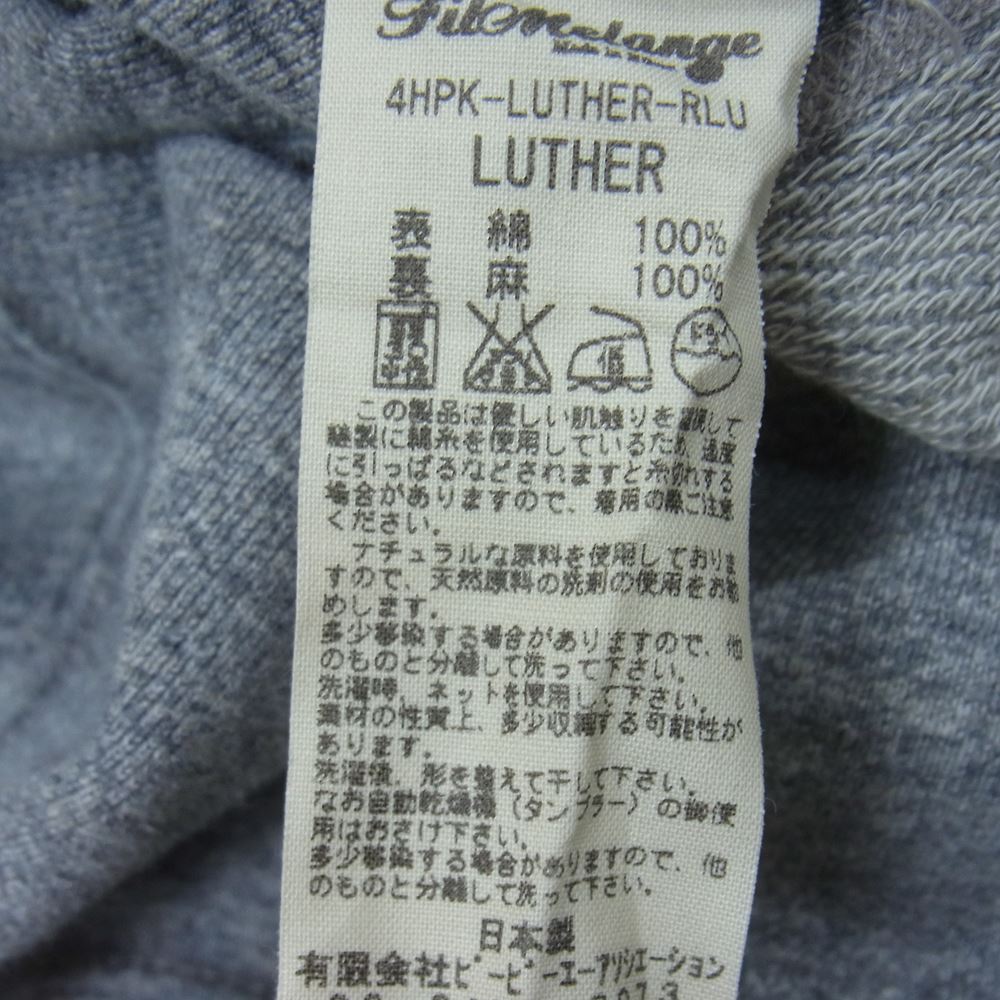 FilMelange
4HPK-LUTHER-RLU
LUTHER
表 綿 100%
裏 麻 100%
この製品は優しい肌触りを重視して
縫製に綿糸を使用しているため、過度
に引っぱるなどされますと糸切れする
場合がありますので、着用の際ご注意
ください。
ナチュラルな原料を使用しておりま
すので、天然原料の洗剤の使用をお勧
めします。
多少移染する場合がありますので、他
のものと分離して洗って下さい。
洗濯時、ネットを使用して下さい。
素材の性質上、多少収縮する可能性が
あります。
洗濯後、形を整えて干して下さい。
なお自動乾燥機(タンブラー)の御使
用はおさけ下さい。
多少移染する場合がありますので、他
のものと分離して洗って下さい。
日本製
有限会社ビーピーエーアソシエーション